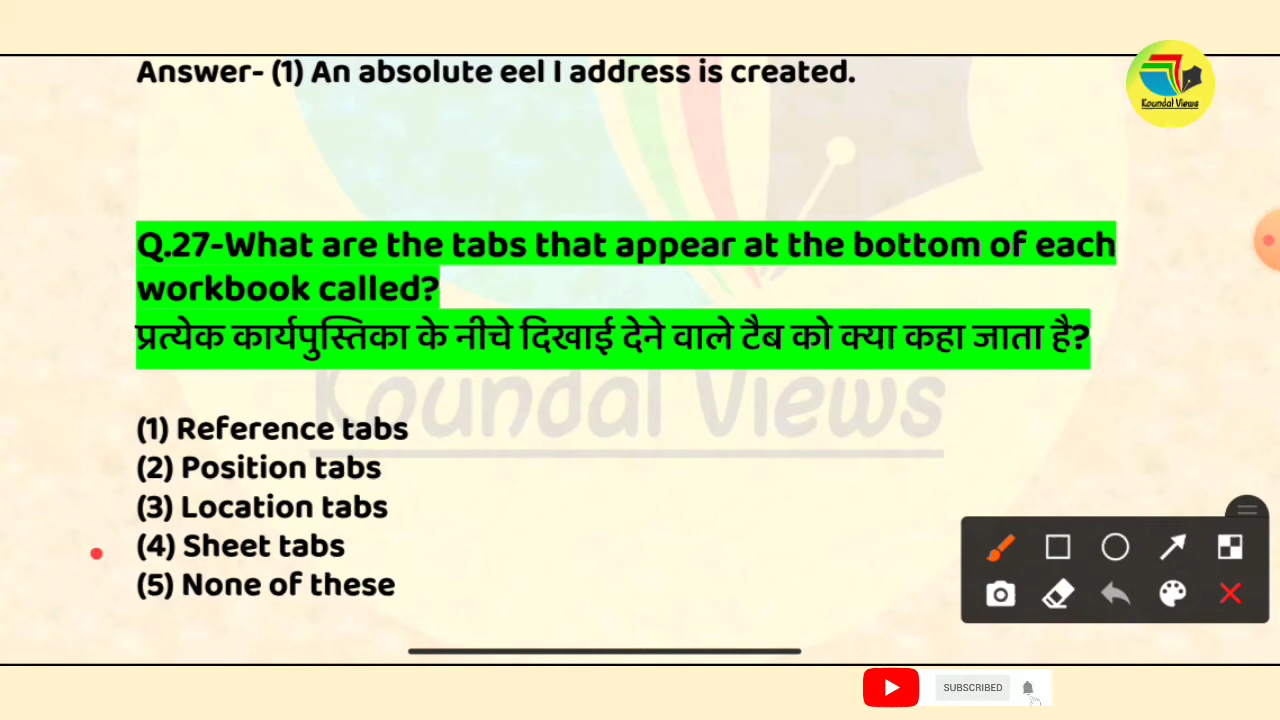 Answer- (1) An absolute eel I address is created.
Koundal Views
Q.27-What are the tabs that appear at the bottom of each
workbook called?
प्रत्येक कार्यपुस्तिका के नीचे दिखाई देने वाले टैब को क्या कहा जाता है?
Koundal Views
(1) Reference tabs
(2) Position tabs
(3) Location tabs
(4) Sheet tabs
(5) None of these
SUBSCRIBED